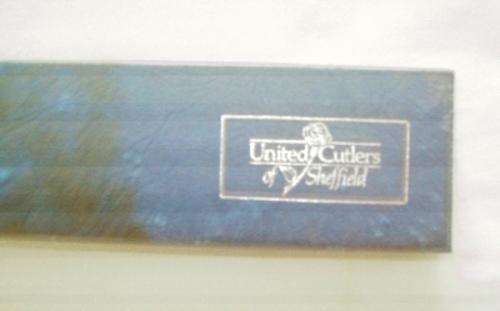 United Cutlers
of Sheffield